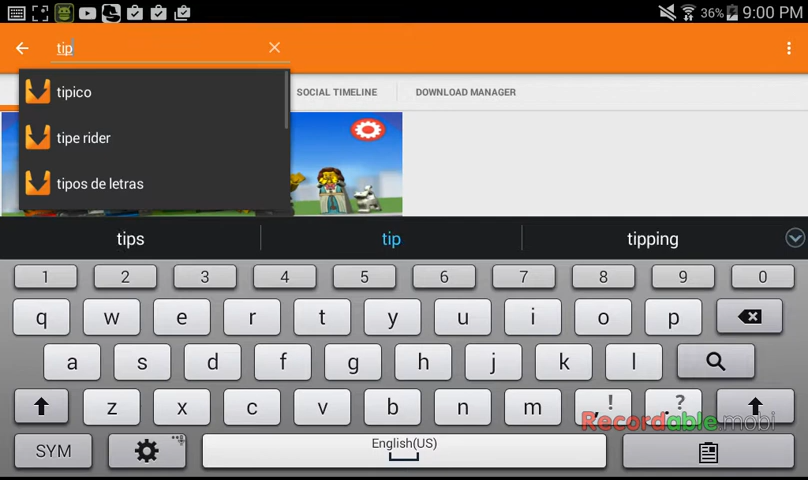 36% 9:00 PM
tip
SOCIAL TIMELINE DOWNLOAD MANAGER
tipico
tipe rider
tipos de letras
tips tip tipping
1 2 3 4 5 6 7 8 9 0
q w e r t y u i o p
a s d f g h j k l
z x c v b n m , ! . ?
Recordable.mobi
SYM English(US)